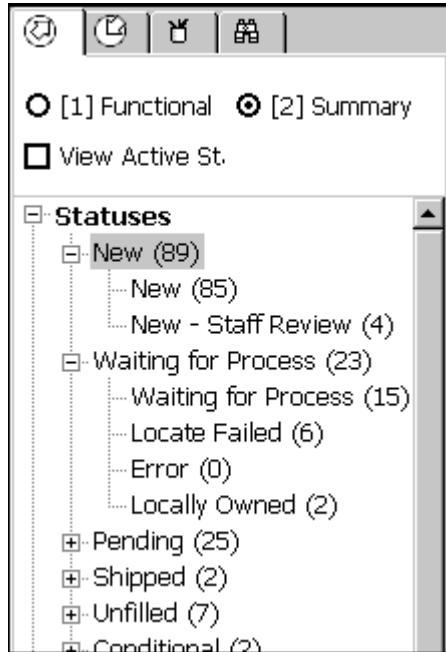 [1] Functional [2] Summary
View Active St.
Statuses
New (89)
New (85)
New - Staff Review (4)
Waiting for Process (23)
Waiting for Process (15)
Locate Failed (6)
Error (0)
Locally Owned (2)
Pending (25)
Shipped (2)
Unfilled (7)
Conditional (2)